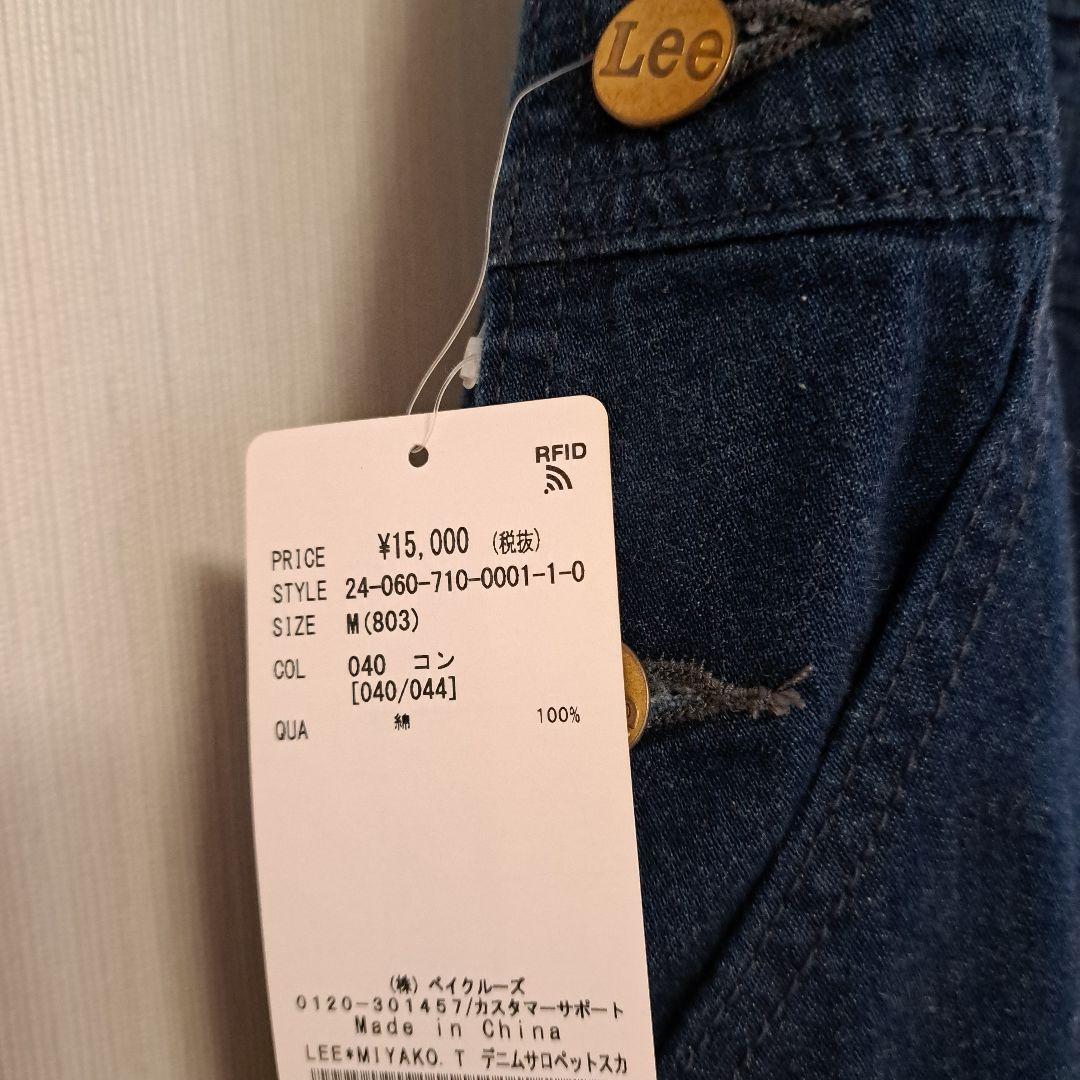 Lee
RFID
PRICE ¥15,000 (税抜)
STYLE 24-060-710-0001-1-0
SIZE M(803)
COL 040 コン
[040/044]
QUA 綿 100%
(株) ベイクルーズ
0120-301457/カスタマーサポート
Made in China
LEE*MIYAKO.T デニムサロペットスカ